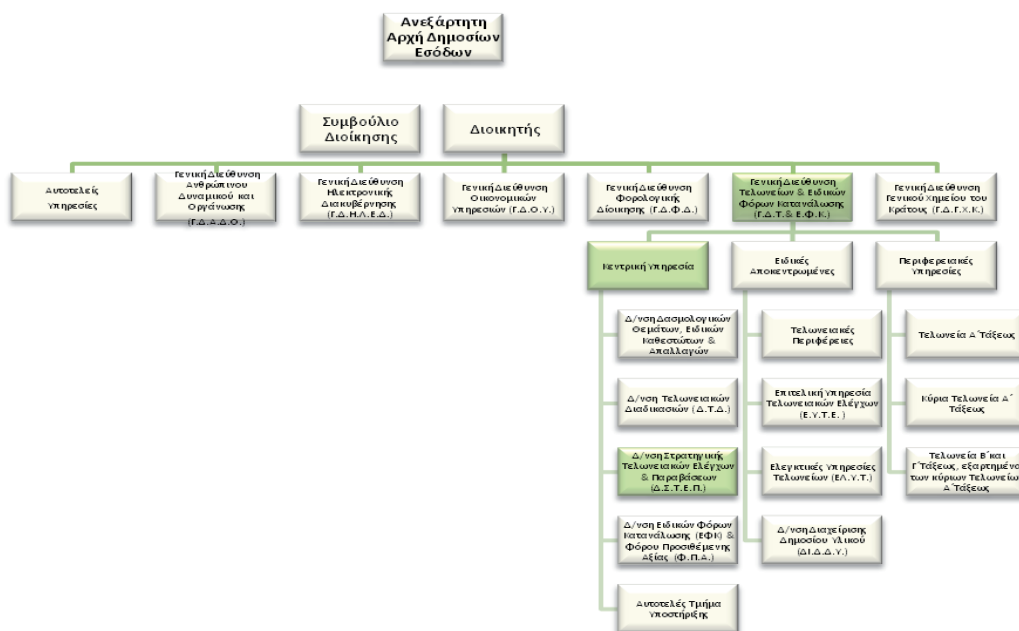 Ανεξάρτητη
Αρχή Δημοσίων
Εσόδων
Συμβούλιο
Διοίκησης
Διοικητής
Αυτοτελείς
Υπηρεσίες
Γενική Διεύθυνση
Ανθρώπινου
Δυναμικού και
Οργάνωσης
(Γ.Δ.Α.Δ.Ο.)
Γενική Διεύθυνση
Ηλεκτρονικής
Διακυβέρνησης
(Γ.Δ.Η.Λ.Ε.Δ.)
Γενική Διεύθυνση
Οικονομικών
Υπηρεσιών (Γ.Δ.Ο.Υ.)
Γενική Διεύθυνση
Φορολογικής
Δίοικησης (Γ.Δ.Φ.Δ.)
Γενική Διεύθυνση
Τελωνείων & Ειδικών
Φόρων Κατανάλωσης
(Γ.Δ.Τ.& Ε.Φ.Κ.)
Γενική Διεύθυνση
Γενικού Χημείου του
Κράτους (Γ.Δ.Γ.Χ.Κ.)
Κεντρική Υπηρεσία
Ειδικές
Αποκεντρωμένες
Περιφερειακές
Υπηρεσίες
Δ/νση Δασμολογικών
Θεμάτων, Ειδικών
Καθεστώτων &
Απαλλαγών
Τελωνειακές
Περιφέρειες
Τελωνεία Α΄Τάξεως
Δ/νση Τελωνειακών
Διαδικασιών (Δ.Τ.Δ.)
Επιτελική Υπηρεσία
Τελωνειακών Ελέγχων
(Ε.Υ.Τ.Ε.)
Κύρια Τελωνεία Α΄
Τάξεως
Δ/νση Στρατηγικής
Τελωνειακών Ελέγχων
& Παραβάσεων
(Δ.Σ.Τ.Ε.Π.)
Ελεγκτικές Υπηρεσίες
Τελωνείων (ΕΛ.Υ.Τ.)
Τελωνεία Β΄και
Γ΄Τάξεως, εξαρτημένα
των κύριων Τελωνείων
Α΄Τάξεως
Δ/νση Ειδικών Φόρων
Κατανάλωσης (ΕΦΚ) &
Φόρου Προσιθέμενης
Αξίας (Φ.Π.Α.)
Δ/νση Διαχείρισης
Δημοσίου Υλικού
(ΔΙ.Δ.Δ.Υ.)
Αυτοτελές Τμήμα
Υποστήριξης